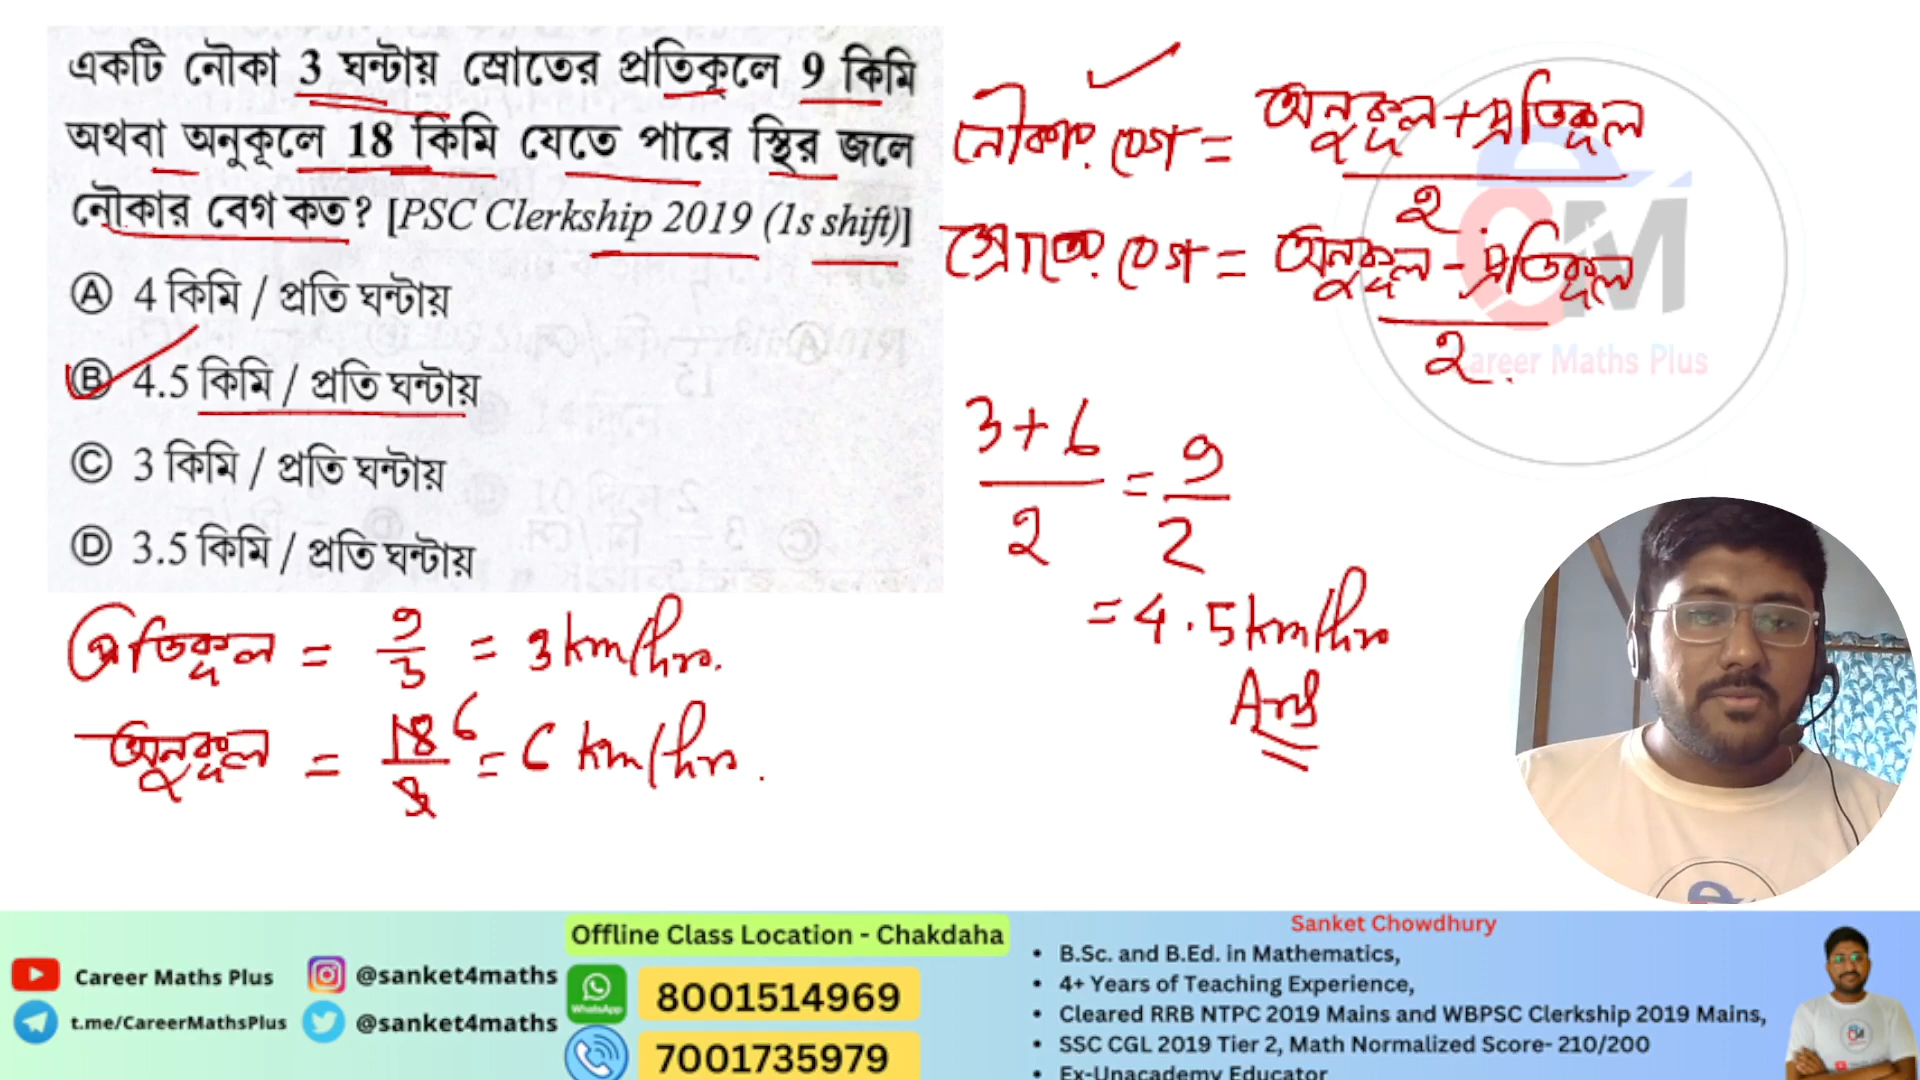 একটি নৌকা 3 ঘন্টায় স্রোতের প্রতিকূলে 9 কিমি
অথবা অনুকূলে 18 কিমি যেতে পারে স্থির জলে
নৌকার বেগ কত? [PSC Clerkship 2019 (1s shift)]
Ⓐ 4 কিমি / প্রতি ঘন্টায়
Ⓑ 4.5 কিমি / প্রতি ঘন্টায়
Ⓒ 3 কিমি / প্রতি ঘন্টায়
Ⓓ 3.5 কিমি / প্রতি ঘন্টায়
প্রতিকূল = 9/3 = 3 km/hr.
অনুকূল = 18/3 6 = 6 km/hr.
নৌকার বেগ = অনুকূল + প্রতিকূল / 2
স্রোতের বেগ = অনুকূল - প্রতিকূল / 2
3+6 / 2 = 9/2
= 4.5 km/hr
Ans
Career Maths Plus
Career Maths Plus
@sanket4maths
t.me/CareerMathsPlus
@sanket4maths
Offline Class Location - Chakdaha
WhatsApp
8001514969
7001735979
Sanket Chowdhury
• B.Sc. and B.Ed. in Mathematics,
• 4+ Years of Teaching Experience,
• Cleared RRB NTPC 2019 Mains and WBPSC Clerkship 2019 Mains,
• SSC CGL 2019 Tier 2, Math Normalized Score- 210/200
• Ex-Unacademy Educator